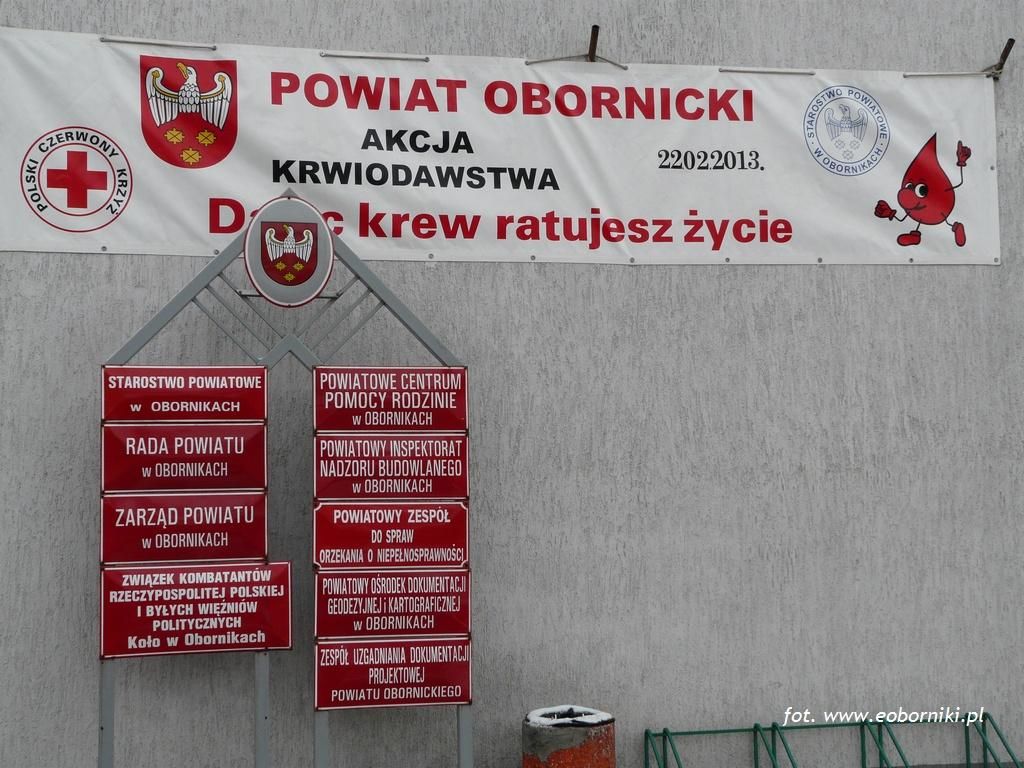 POWIAT OBORNICKI
AKCJA
KRWIODAWSTWA
22022013.
krew ratujesz życie
POLSKI CZERWONY KRZYŻ
STAROSTWO POWIATOWE
W OBORNIKACH
STAROSTWO POWIATOWE
w OBORNIKACH
RADA POWIATU
w OBORNIKACH
ZARZĄD POWIATU
w OBORNIKACH
ZWIĄZEK KOMBATANTÓW
RZECZYPOSPOLITEJ POLSKIEJ
I BYŁYCH WIĘŹNIÓW
POLITYCZNYCH
Koło w Obornikach
POWIATOWE CENTRUM
POMOCY RODZINIE
w OBORNIKACH
POWIATOWY INSPEKTORAT
NADZORU BUDOWLANEGO
w OBORNIKACH
POWIATOWY ZESPÓŁ
DO SPRAW
ORZEKANIA O NIEPEŁNOSPRAWNOŚCI
POWIATOWY OŚRODEK DOKUMENTACJI
GEODEZYJNEJ i KARTOGRAFICZNEJ
w OBORNIKACH
ZESPÓŁ UZGADNIANIA DOKUMENTACJI
PROJEKTOWEJ
POWIATU OBORNICKIEGO
fot. www.eoborniki.pl